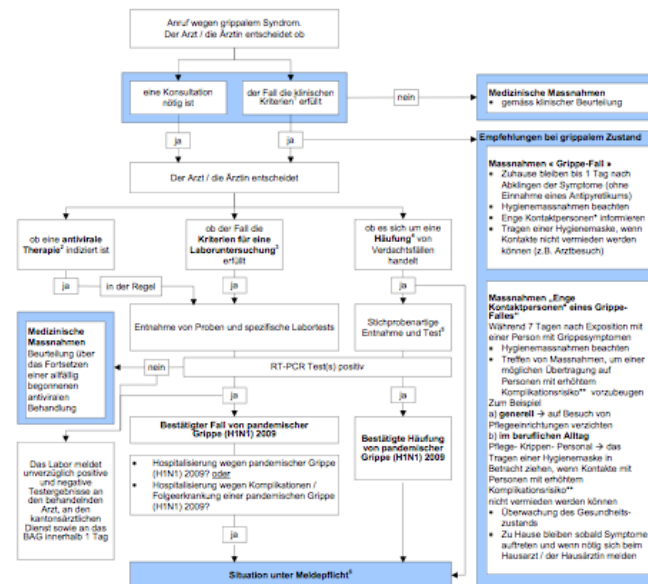 Anruf wegen grippalem Syndrom.
Der Arzt / die Ärztin entscheidet ob
eine Konsultation
nötig ist
der Fall die klinischen
Kriterien¹ erfüllt
nein
Medizinische Massnahmen
• gemäss klinischer Beurteilung
ja
ja
Empfehlungen bei grippalem Zustand
Der Arzt / die Ärztin entscheidet
Massnahmen « Grippe-Fall »
• Zuhause bleiben bis 1 Tag nach
Abklingen der Symptome (ohne
Einnahme eines Antipyretikums)
• Hygienemassnahmen beachten
• Enge Kontaktpersonen* informieren
• Tragen einer Hygienemaske, wenn
Kontakte nicht vermieden werden
können (z.B. Arztbesuch)
ob eine antivirale
Therapie² indiziert ist
ob der Fall die
Kriterien für eine
Laboruntersuchung³
erfüllt
ob es sich um eine
Häufung⁴ von
Verdachtsfällen
handelt
ja
in der Regel
ja
ja
Entnahme von Proben und spezifische Labortests
Stichprobenartige
Entnahme und Test⁵
Medizinische
Massnahmen
Beurteilung über
das Fortsetzen
einer allfällig
begonnenen
antiviralen
Behandlung
nein
RT-PCR Test(s) positiv
ja
ja
Massnahmen „Enge
Kontaktpersonen* eines Grippe-
Falles"
Während 7 Tagen nach Exposition mit
einer Person mit Grippesymptomen
• Hygienemassnahmen beachten
• Treffen von Massnahmen, um einer
möglichen Übertragung auf
Personen mit erhöhtem
Komplikationsrisiko** vorzubeugen
Zum Beispiel
a) generell → auf Besuch von
Pflegeeinrichtungen verzichten
b) im beruflichen Alltag
Pflege- Krippen- Personal → das
Tragen einer Hygienemaske in
Betracht ziehen, wenn Kontakte mit
Personen mit erhöhtem
Komplikationsrisiko**
nicht vermieden werden können
• Überwachung des Gesundheits-
zustands
• Zu Hause bleiben sobald Symptome
auftreten und wenn nötig sich beim
Hausarzt / der Hausärztin melden
Bestätigter Fall von pandemischer
Grippe (H1N1) 2009
Bestätigte Häufung
von pandemischer
Grippe (H1N1) 2009
Das Labor meldet
unverzüglich positive
und negative
Testergebnisse an
den behandelnden
Arzt, an den
kantonsärztlichen
Dienst sowie an das
BAG innerhalb 1 Tag
• Hospitalisierung wegen pandemischer Grippe
(H1N1) 2009? oder
• Hospitalisierung wegen Komplikationen /
Folgeerkrankung einer pandemischen Grippe
(H1N1) 2009?
ja
ja
Situation unter Meldepflicht⁶